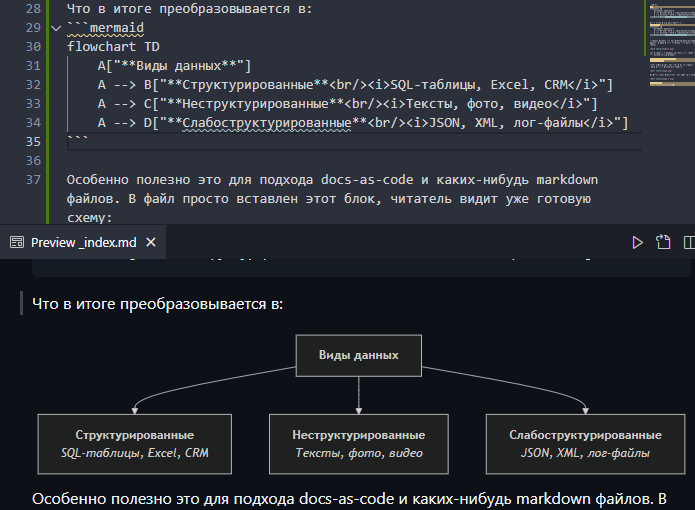 28 Что в итоге преобразовывается в:
29 ```mermaid
30 flowchart TD
31 A["**Виды данных**"]
32 A --> B["**Структурированные**<br/><i>SQL-таблицы, Excel, CRM</i>"]
33 A --> C["**Неструктурированные**<br/><i>Тексты, фото, видео</i>"]
34 A --> D["**Слабоструктурированные**<br/><i>JSON, XML, лог-файлы</i>"]
35 ```
36
37 Особенно полезно это для подхода docs-as-code и каких-нибудь markdown
файлов. В файл просто вставлен этот блок, читатель видит уже готовую
схему:
Preview _index.md
Что в итоге преобразовывается в:
Виды данных
Структурированные
SQL-таблицы, Excel, CRM
Неструктурированные
Тексты, фото, видео
Слабоструктурированные
JSON, XML, лог-файлы
Особенно полезно это для подхода docs-as-code и каких-нибудь markdown файлов. В